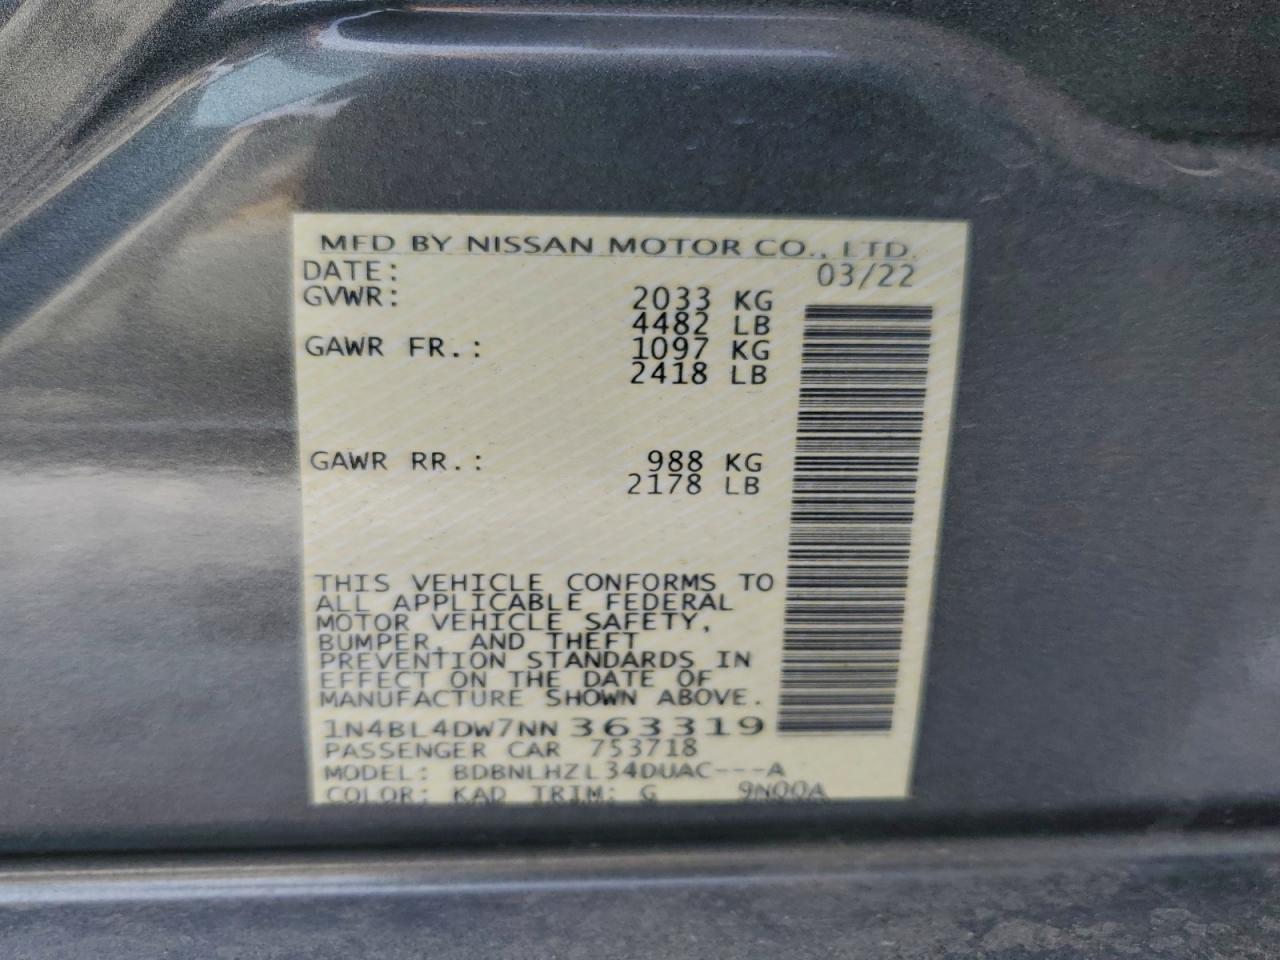 MFD BY NISSAN MOTOR CO., LTD.
DATE: 03/22
GVWR: 2033 KG
4482 LB
GAWR FR.: 1097 KG
2418 LB
GAWR RR.: 988 KG
2178 LB
THIS VEHICLE CONFORMS TO
ALL APPLICABLE FEDERAL
MOTOR VEHICLE SAFETY,
BUMPER, AND THEFT
PREVENTION STANDARDS IN
EFFECT ON THE DATE OF
MANUFACTURE SHOWN ABOVE.
1N4BL4DW7NN363319
PASSENGER CAR 753718
MODEL: BDBNLHZL34DUAC---A
COLOR: KAD TRIM: G 9N00A